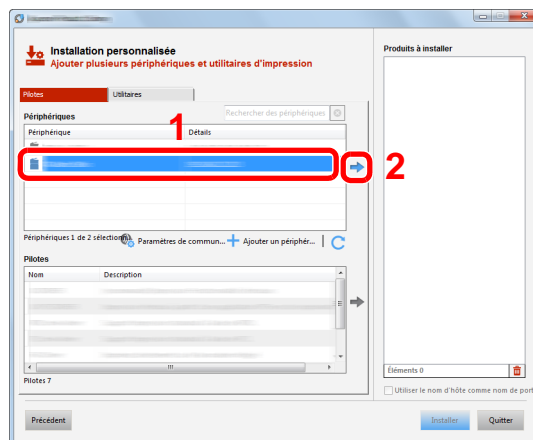 Installation personnalisée
Ajouter plusieurs périphériques et utilitaires d'impression
Produits à installer
Pilotes
Utilitaires
Périphériques
Rechercher des périphériques
1
Périphérique
Détails
2
Périphériques 1 de 2
Paramètres de commun...
Ajouter un périphér...
Pilotes
Nom
Description
Pilotes 7
Éléments 0
Utiliser le nom d'hôte comme nom de port
Précédent
Installer
Quitter